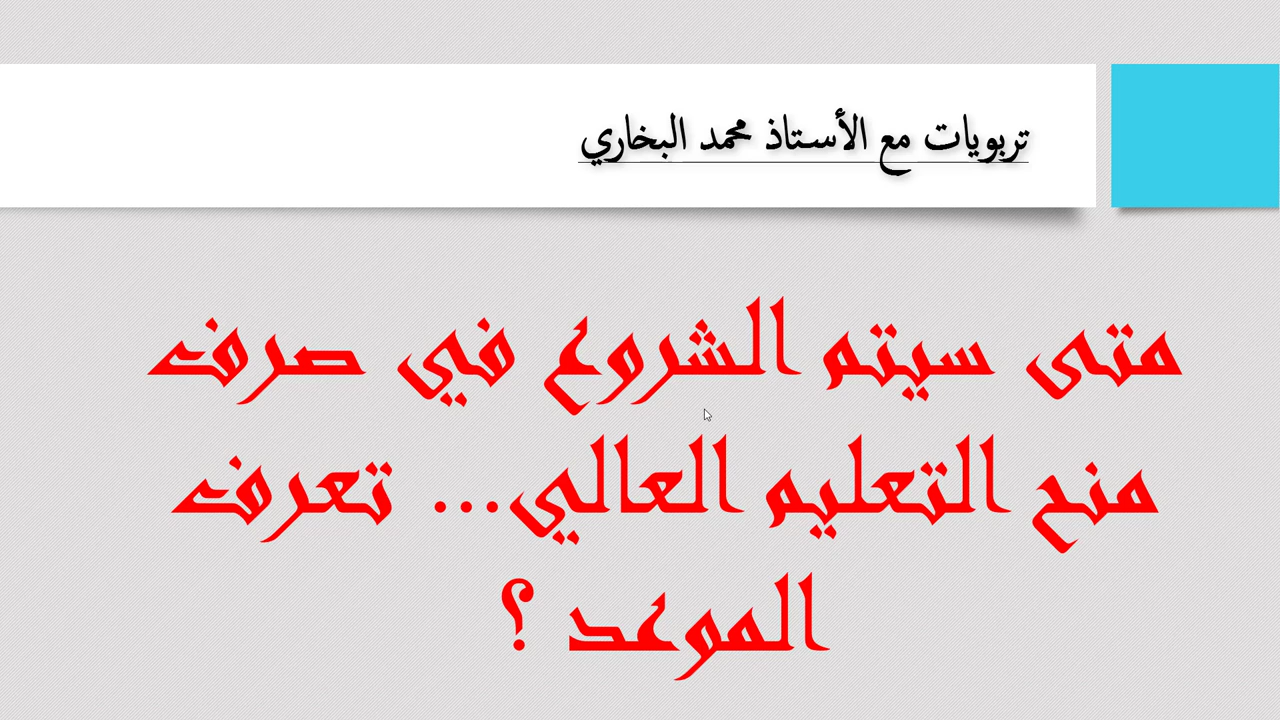 تربويات مع الأستاذ محمد البخاري
متى سيتم الشروع في صرف
منح التعليم العالي... تعرف
الموعد ؟